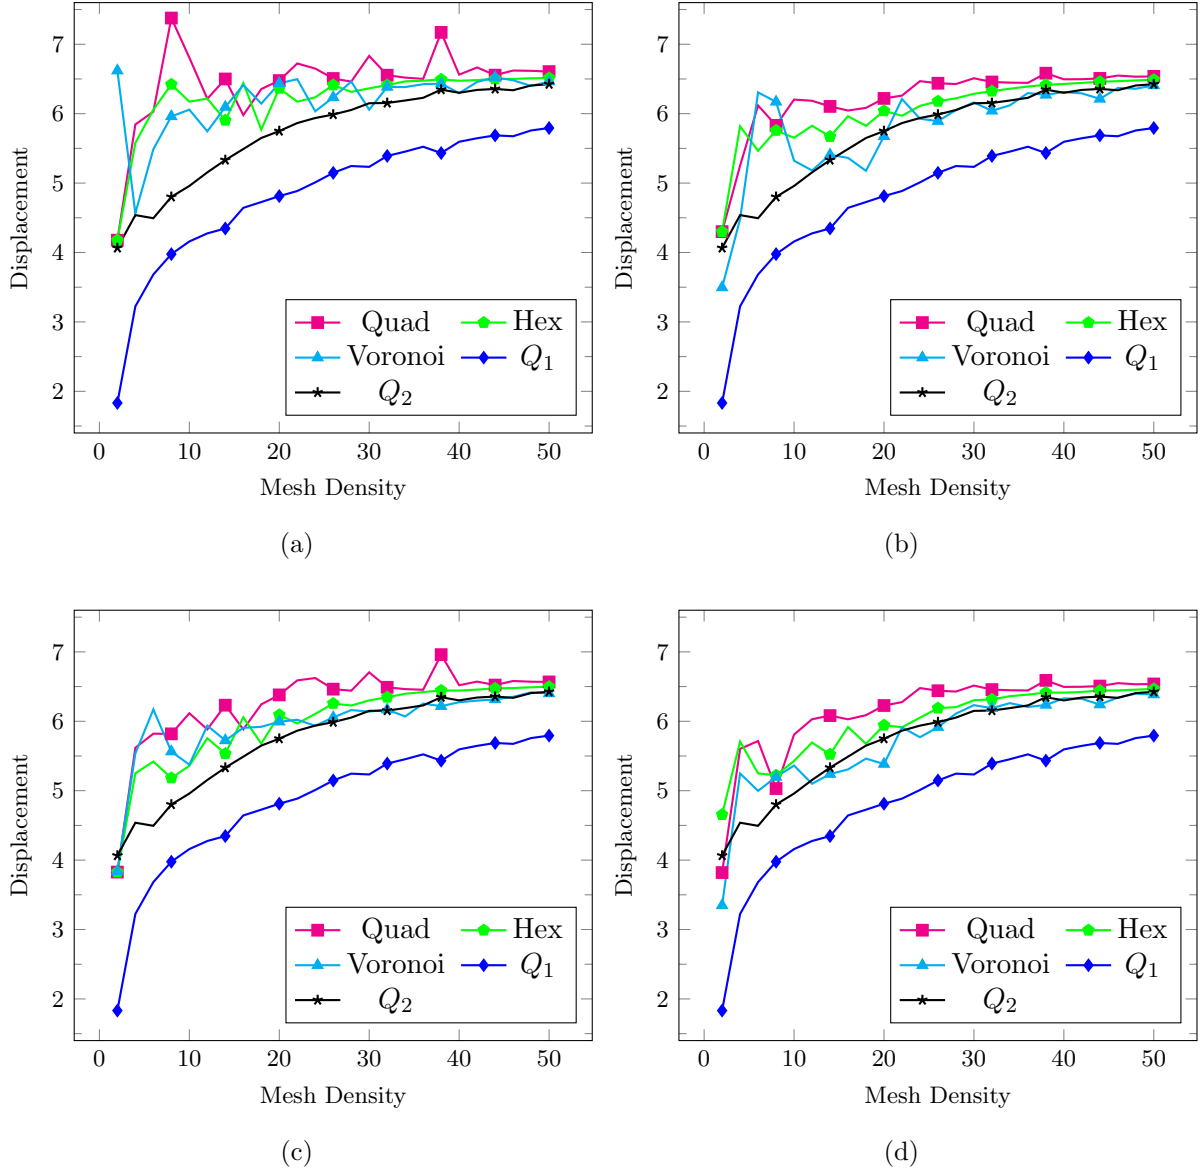 7
6
5
4
3
2
Displacement
0 10 20 30 40 50
Mesh Density
Quad Hex
Voronoi Q1
Q2
(a)
7
6
5
4
3
2
Displacement
0 10 20 30 40 50
Mesh Density
Quad Hex
Voronoi Q1
Q2
(b)
7
6
5
4
3
2
Displacement
0 10 20 30 40 50
Mesh Density
Quad Hex
Voronoi Q1
Q2
(c)
7
6
5
4
3
2
Displacement
0 10 20 30 40 50
Mesh Density
Quad Hex
Voronoi Q1
Q2
(d)